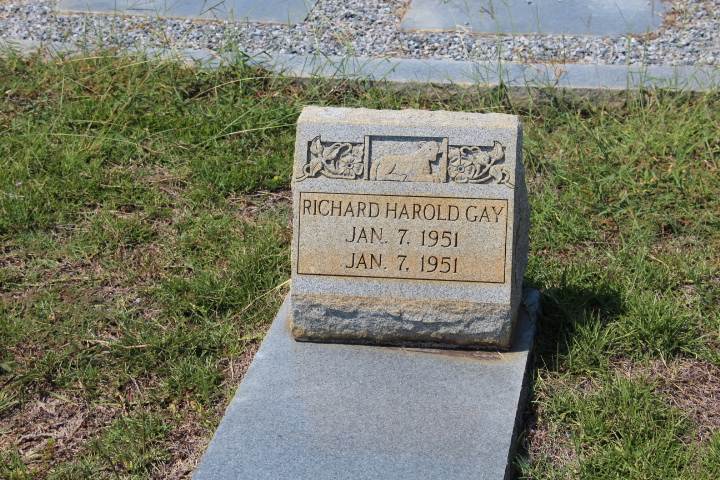 RICHARD HAROLD GAY
JAN. 7, 1951
JAN. 7, 1951